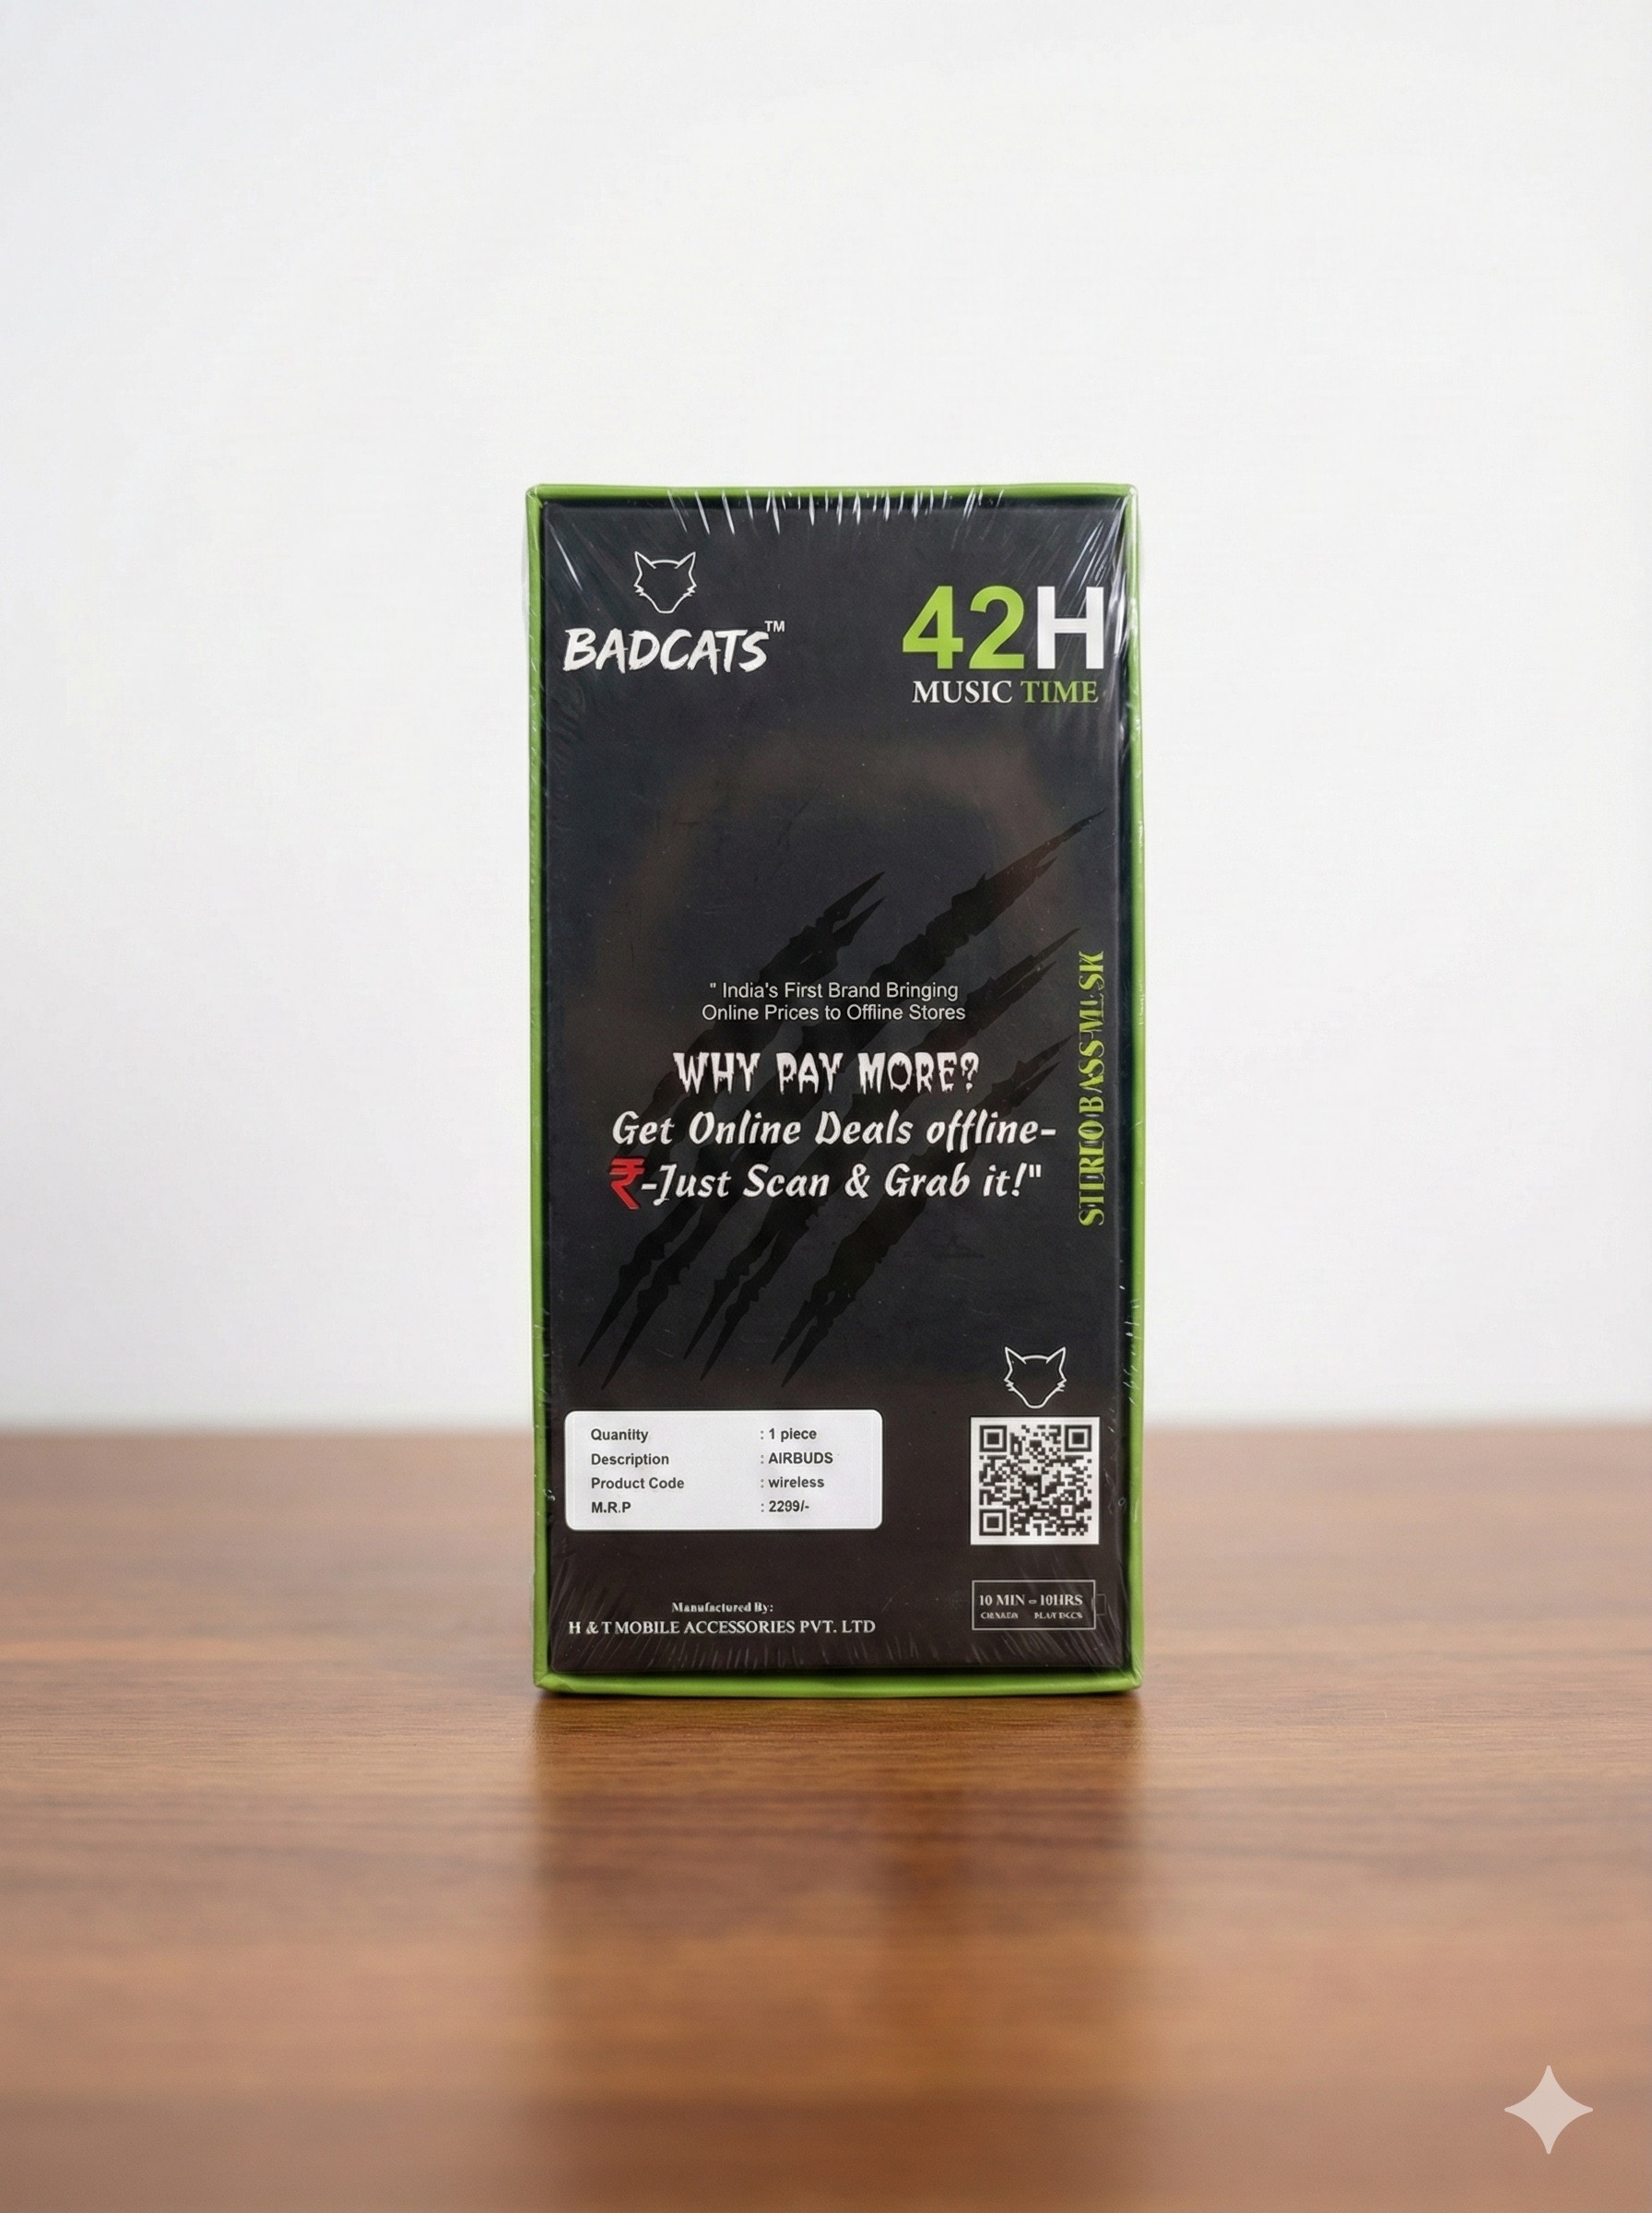 BADCATS™
42H
MUSIC TIME
" India's First Brand Bringing
Online Prices to Offline Stores
WHY PAY MORE?
Get Online Deals offline-
₹-Just Scan & Grab it!"
Quantity : 1 piece
Description : AIRBUDS
Product Code : wireless
M.R.P : 2299/-
Manufactured By:
H & T MOBILE ACCESSORIES PVT. LTD
10 MIN = 10HRS